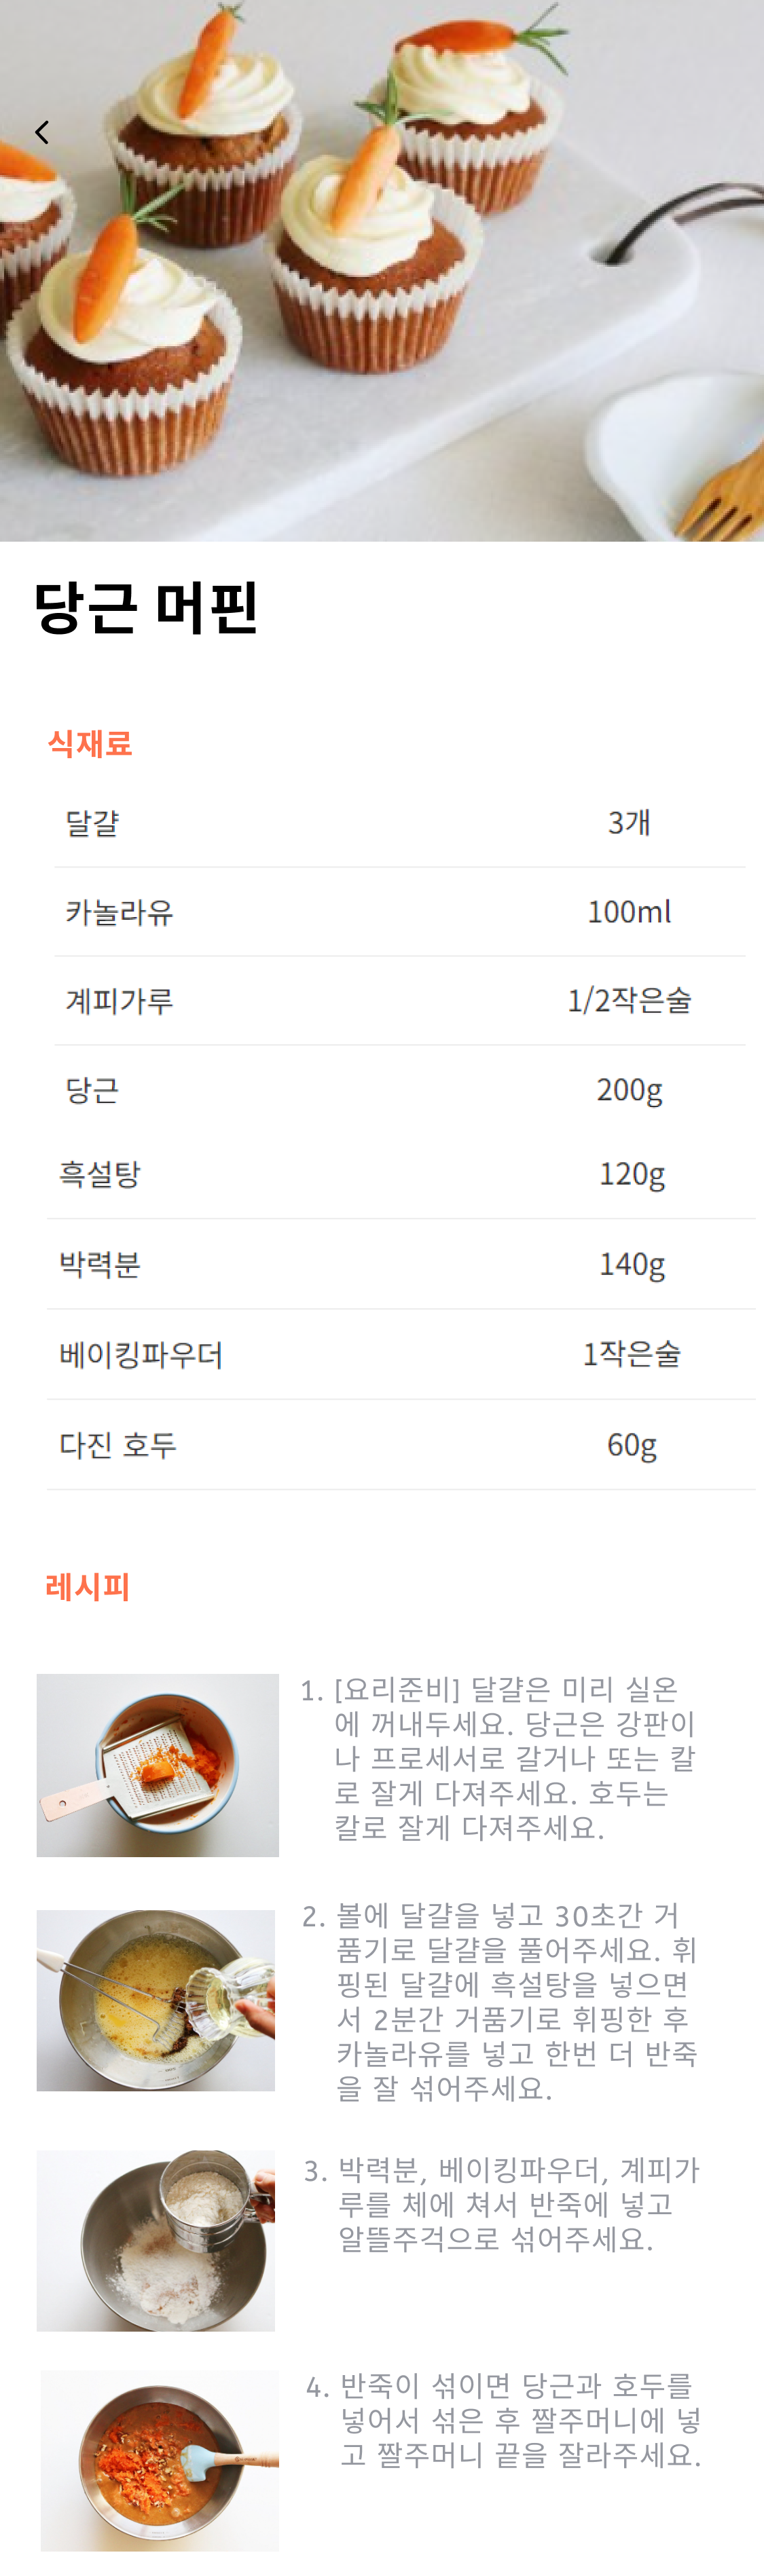 당근 머핀
식재료
달걀 3개
카놀라유 100ml
계피가루 1/2작은술
당근 200g
흑설탕 120g
박력분 140g
베이킹파우더 1작은술
다진 호두 60g
레시피
1. [요리준비] 달걀은 미리 실온
에 꺼내두세요. 당근은 강판이
나 프로세서로 갈거나 또는 칼
로 잘게 다져주세요. 호두는
칼로 잘게 다져주세요.
2. 볼에 달걀을 넣고 30초간 거
품기로 달걀을 풀어주세요. 휘
핑된 달걀에 흑설탕을 넣으면
서 2분간 거품기로 휘핑한 후
카놀라유를 넣고 한번 더 반죽
을 잘 섞어주세요.
3. 박력분, 베이킹파우더, 계피가
루를 체에 쳐서 반죽에 넣고
알뜰주걱으로 섞어주세요.
4. 반죽이 섞이면 당근과 호두를
넣어서 섞은 후 짤주머니에 넣
고 짤주머니 끝을 잘라주세요.